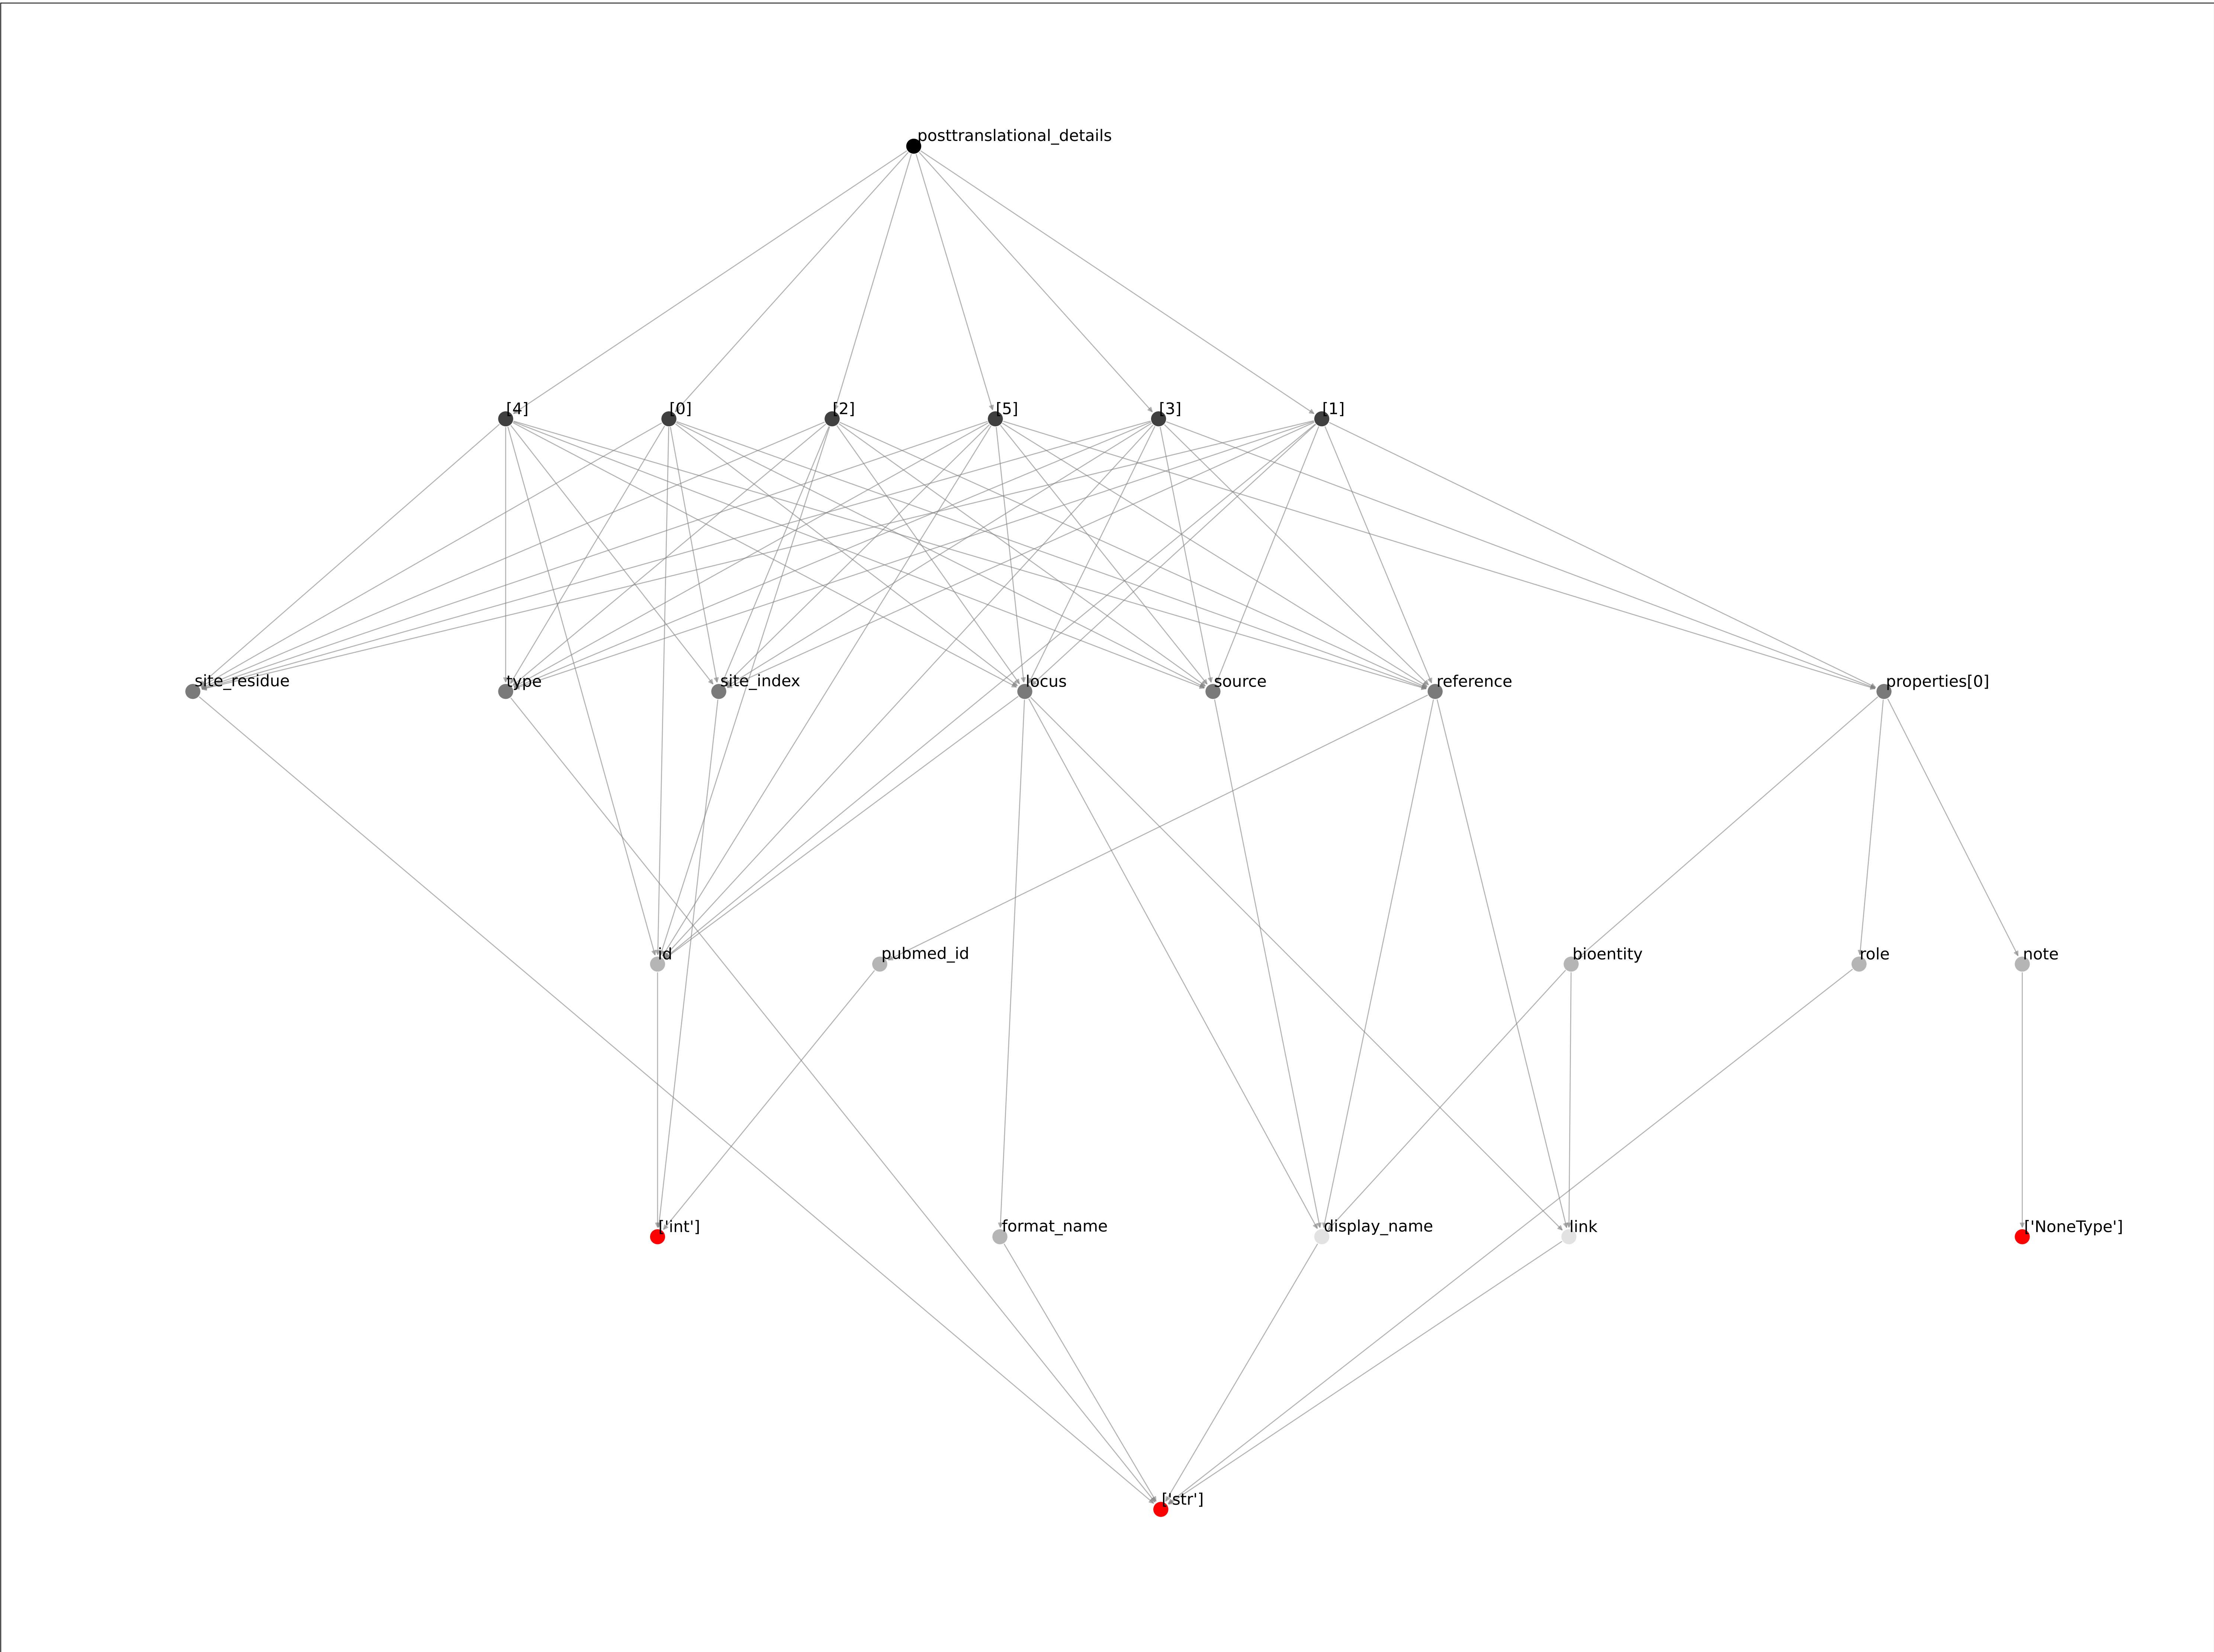 posttranslational_details
[4]
[0]
[2]
[5]
[3]
[1]
site_residue
type
site_index
locus
source
reference
properties[0]
id
pubmed_id
bioentity
role
note
['int']
format_name
display_name
link
['NoneType']
['str']